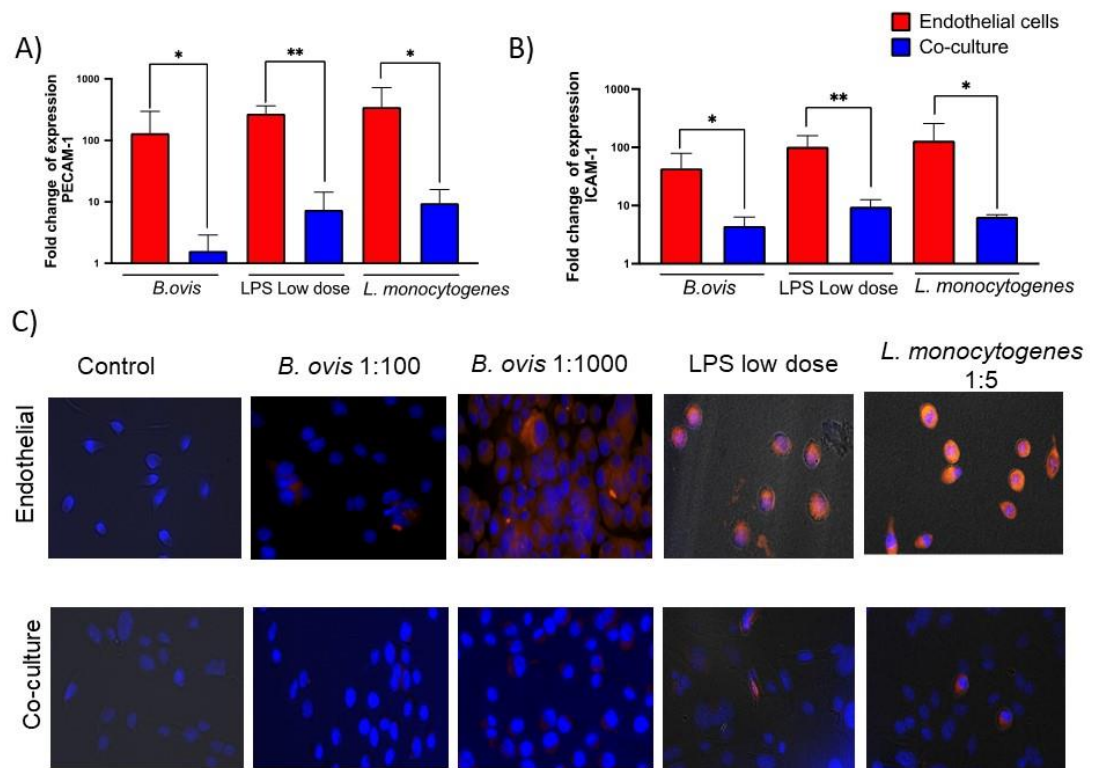 Endothelial cells
Co-culture
A)
Fold change of expression
PECAM-1
1000
100
10
1
*
**
*
B.ovis
LPS Low dose
L. monocytogenes
B)
Fold change of expression
ICAM-1
1000
100
10
1
*
**
*
B.ovis
LPS Low dose
L. monocytogenes
C)
Control
B. ovis 1:100
B. ovis 1:1000
LPS low dose
L. monocytogenes
1:5
Endothelial
Co-culture